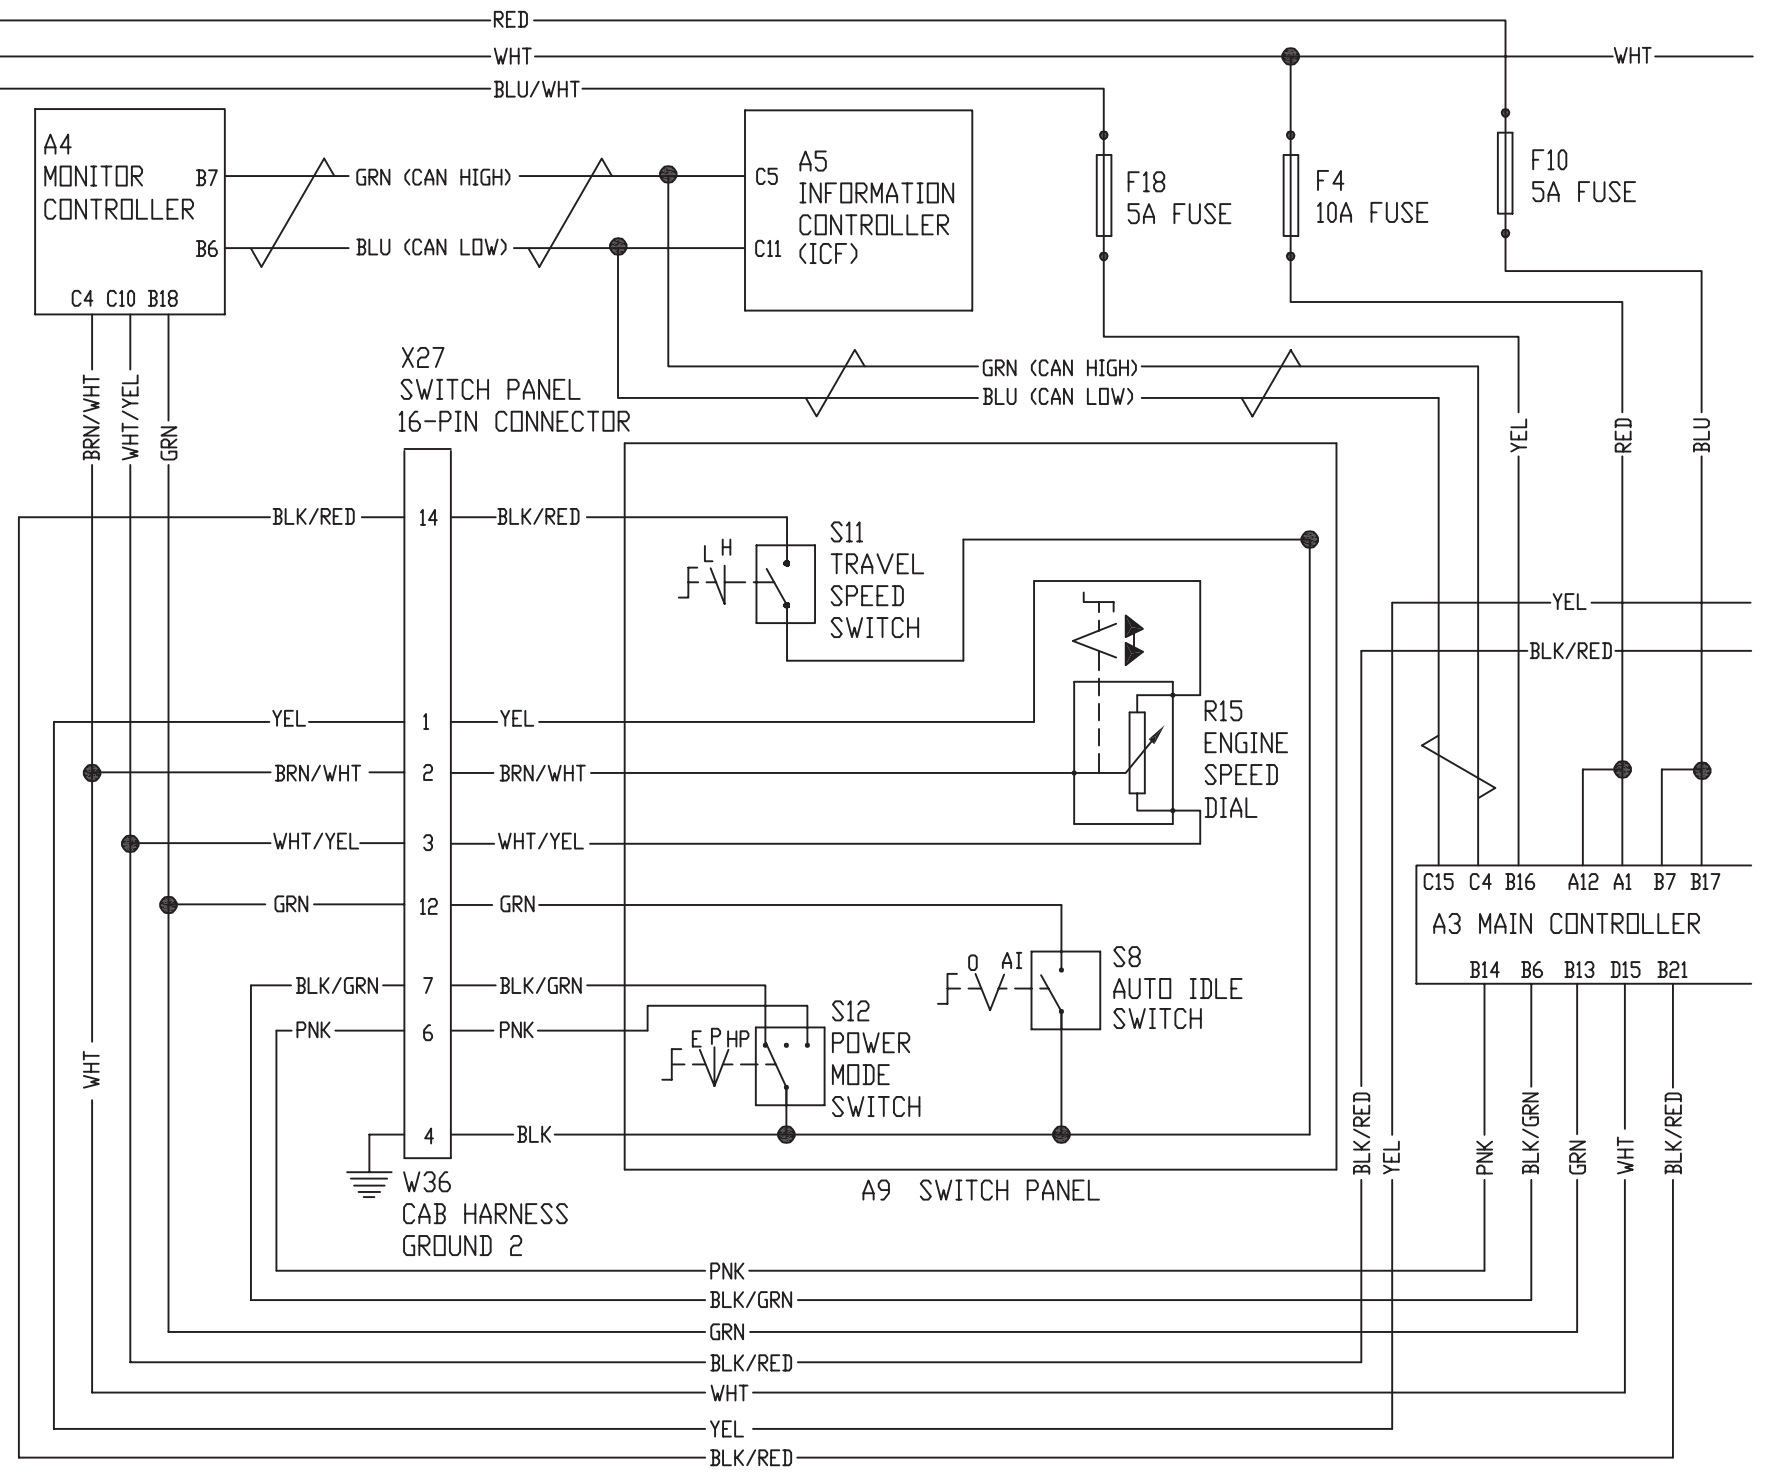 RED
WHT
WHT
BLU/WHT
A4
MONITOR
CONTROLLER
B7
B6
C4 C10 B18
GRN (CAN HIGH)
BLU (CAN LOW)
C5
C11
A5
INFORMATION
CONTROLLER
(ICF)
F18
5A FUSE
F4
10A FUSE
F10
5A FUSE
GRN (CAN HIGH)
BLU (CAN LOW)
BRN/WHT
WHT/YEL
GRN
X27
SWITCH PANEL
16-PIN CONNECTOR
YEL
RED
BLU
BLK/RED
14
BLK/RED
L H
S11
TRAVEL
SPEED
SWITCH
YEL
BLK/RED
YEL
1
YEL
R15
ENGINE
SPEED
DIAL
BRN/WHT
2
BRN/WHT
WHT/YEL
3
WHT/YEL
GRN
12
GRN
C15 C4 B16 A12 A1 B7 B17
A3 MAIN CONTROLLER
B14 B6 B13 D15 B21
O AI
S8
AUTO IDLE
SWITCH
BLK/GRN
7
BLK/GRN
PNK
6
PNK
E P HP
S12
POWER
MODE
SWITCH
WHT
4
BLK
BLK/RED
YEL
PNK
BLK/GRN
GRN
WHT
BLK/RED
W36
CAB HARNESS
GROUND 2
A9 SWITCH PANEL
PNK
BLK/GRN
GRN
BLK/RED
WHT
YEL
BLK/RED